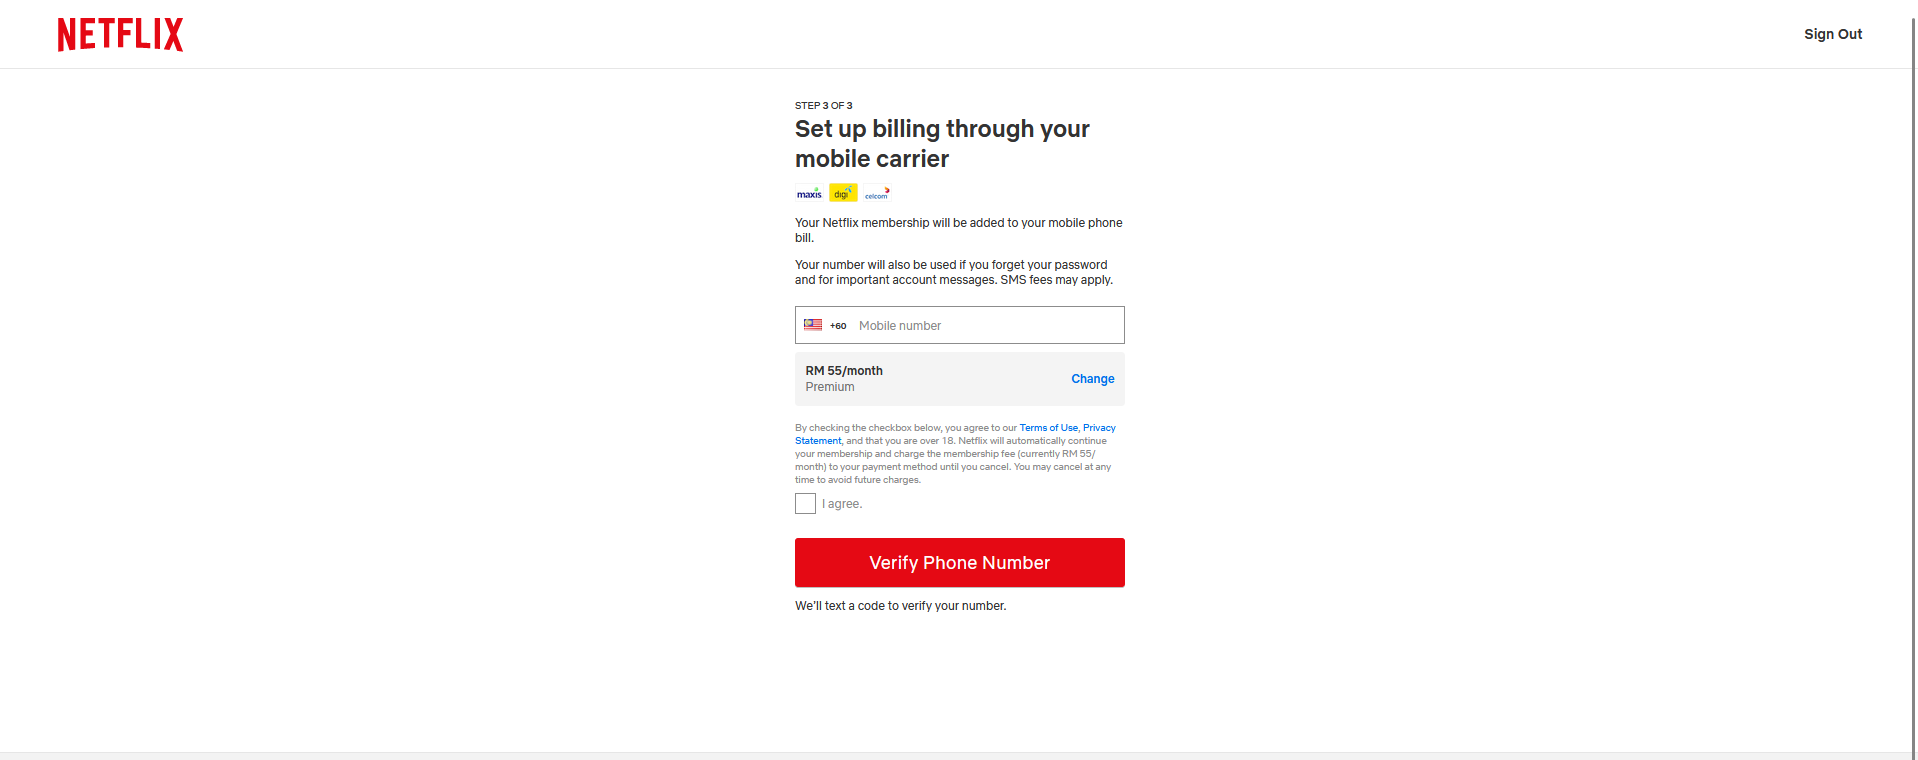 NETFLIX
Sign Out
STEP 3 OF 3
Set up billing through your
mobile carrier
maxis digi celcom
Your Netflix membership will be added to your mobile phone
bill.
Your number will also be used if you forget your password
and for important account messages. SMS fees may apply.
+60 Mobile number
RM 55/month
Premium
Change
By checking the checkbox below, you agree to our Terms of Use, Privacy
Statement, and that you are over 18. Netflix will automatically continue
your membership and charge the membership fee (currently RM 55/
month) to your payment method until you cancel. You may cancel at any
time to avoid future charges.
I agree.
Verify Phone Number
We'll text a code to verify your number.